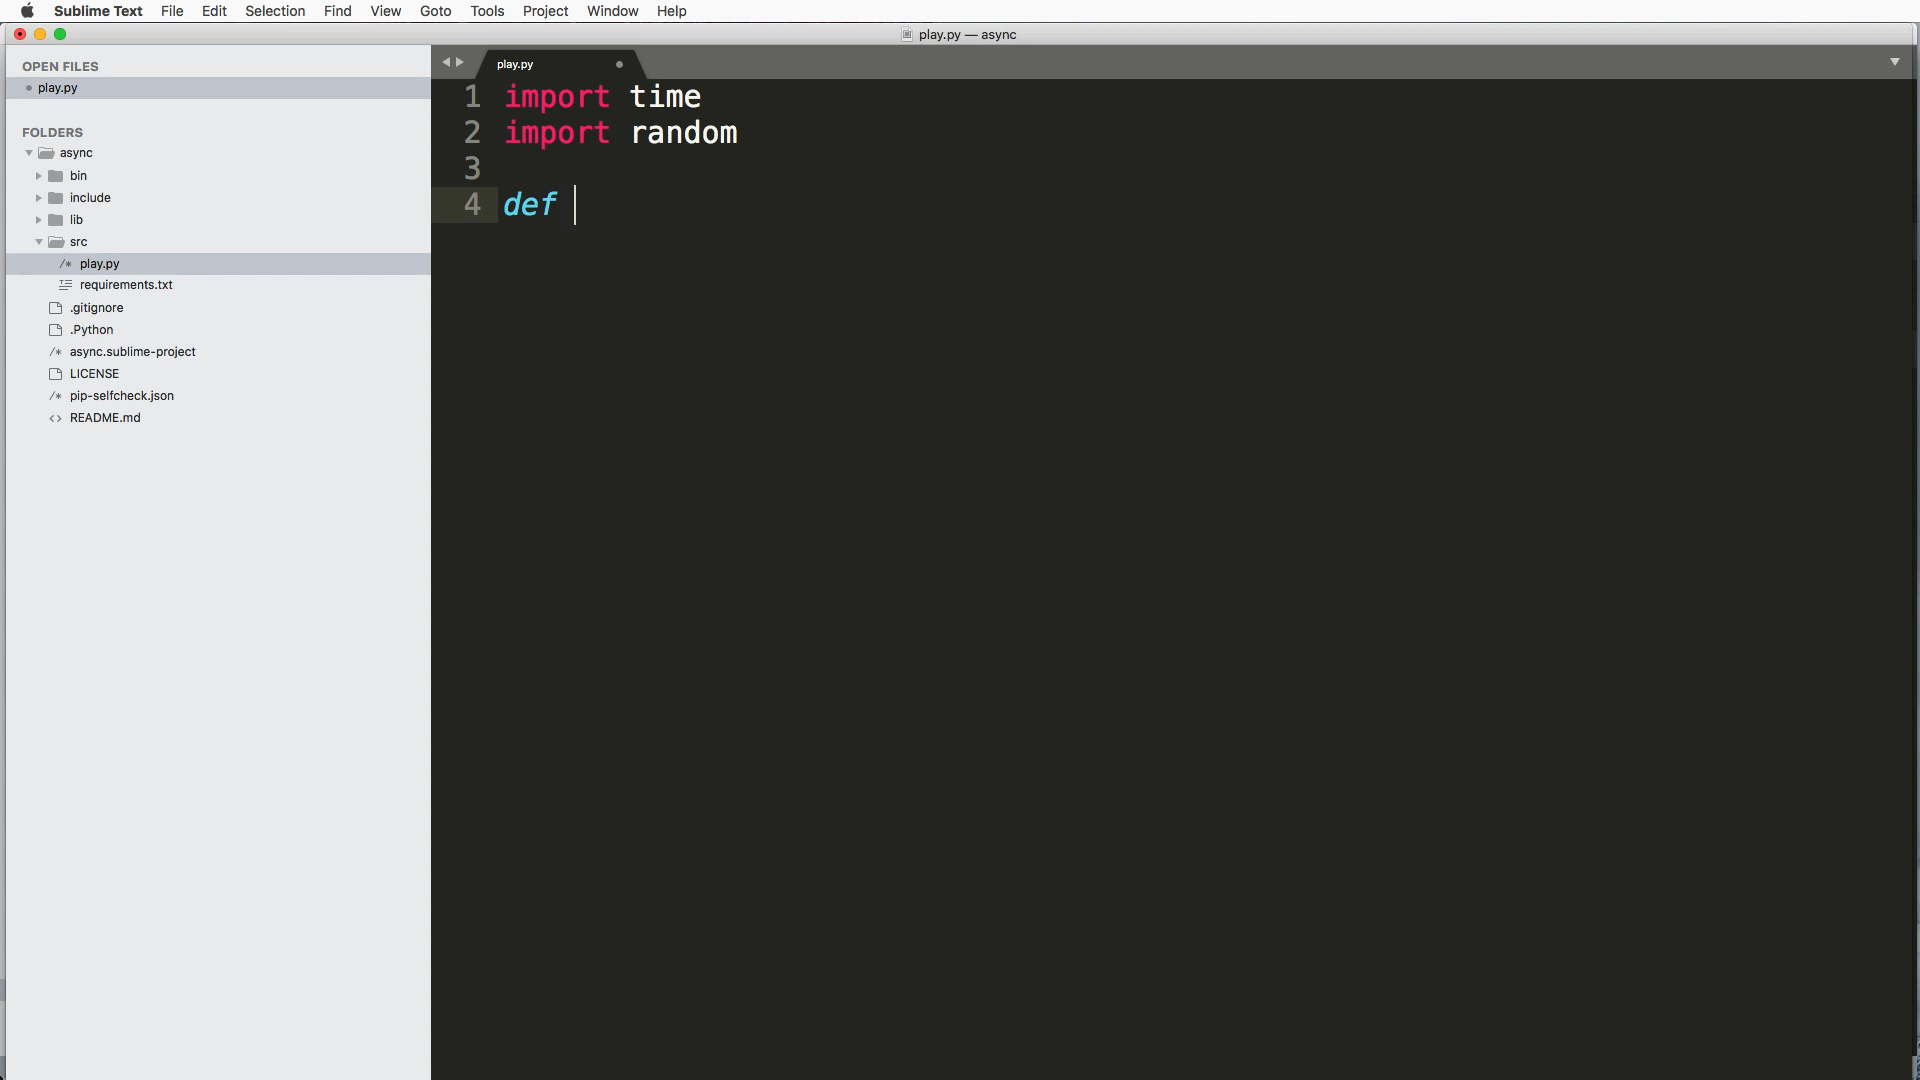 Sublime Text File Edit Selection Find View Goto Tools Project Window Help
play.py — async
OPEN FILES
play.py
FOLDERS
async
bin
include
lib
src
/* play.py
requirements.txt
.gitignore
.Python
/* async.sublime-project
LICENSE
/* pip-selfcheck.json
<> README.md
play.py
1 import time
2 import random
3
4 def